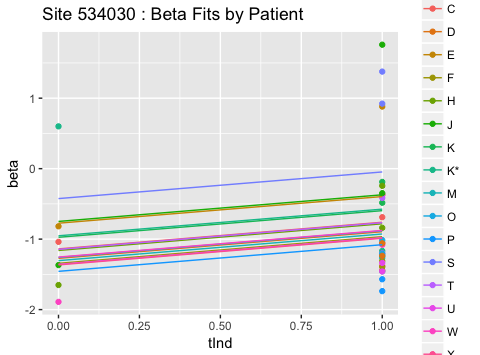 Site 534030 : Beta Fits by Patient
beta
1
0
-1
-2
0.00 0.25 0.50 0.75 1.00
tInd
C
D
E
F
H
J
K
K*
M
O
P
S
T
U
W